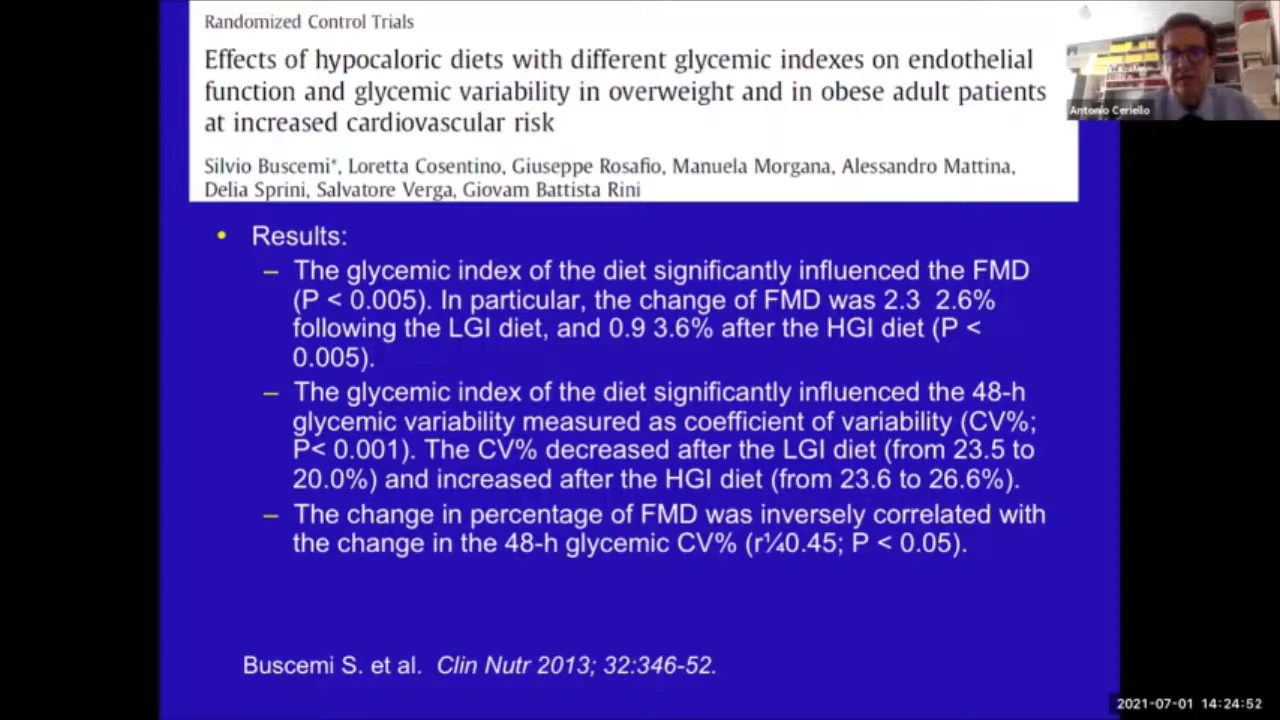 Randomized Control Trials
Effects of hypocaloric diets with different glycemic indexes on endothelial
function and glycemic variability in overweight and in obese adult patients
at increased cardiovascular risk
Silvio Buscemi*, Loretta Cosentino, Giuseppe Rosafio, Manuela Morgana, Alessandro Mattina,
Delia Sprini, Salvatore Verga, Giovam Battista Rini
Antonio Ceriello
• Results:
– The glycemic index of the diet significantly influenced the FMD
(P < 0.005). In particular, the change of FMD was 2.3 2.6%
following the LGI diet, and 0.9 3.6% after the HGI diet (P <
0.005).
– The glycemic index of the diet significantly influenced the 48-h
glycemic variability measured as coefficient of variability (CV%;
P< 0.001). The CV% decreased after the LGI diet (from 23.5 to
20.0%) and increased after the HGI diet (from 23.6 to 26.6%).
– The change in percentage of FMD was inversely correlated with
the change in the 48-h glycemic CV% (r¼0.45; P < 0.05).
Buscemi S. et al. Clin Nutr 2013; 32:346-52.
2021-07-01 14:24:52